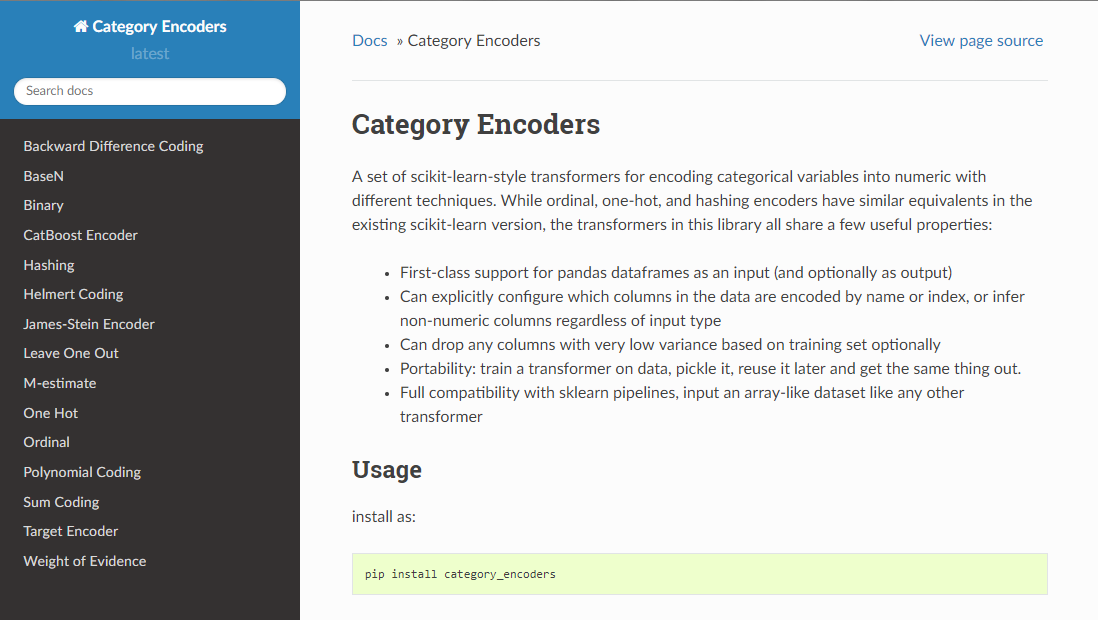 Category Encoders
latest
Search docs
Backward Difference Coding
BaseN
Binary
CatBoost Encoder
Hashing
Helmert Coding
James-Stein Encoder
Leave One Out
M-estimate
One Hot
Ordinal
Polynomial Coding
Sum Coding
Target Encoder
Weight of Evidence
Docs » Category Encoders
View page source
Category Encoders
A set of scikit-learn-style transformers for encoding categorical variables into numeric with
different techniques. While ordinal, one-hot, and hashing encoders have similar equivalents in the
existing scikit-learn version, the transformers in this library all share a few useful properties:
• First-class support for pandas dataframes as an input (and optionally as output)
• Can explicitly configure which columns in the data are encoded by name or index, or infer
non-numeric columns regardless of input type
• Can drop any columns with very low variance based on training set optionally
• Portability: train a transformer on data, pickle it, reuse it later and get the same thing out.
• Full compatibility with sklearn pipelines, input an array-like dataset like any other
transformer
Usage
install as:
pip install category_encoders